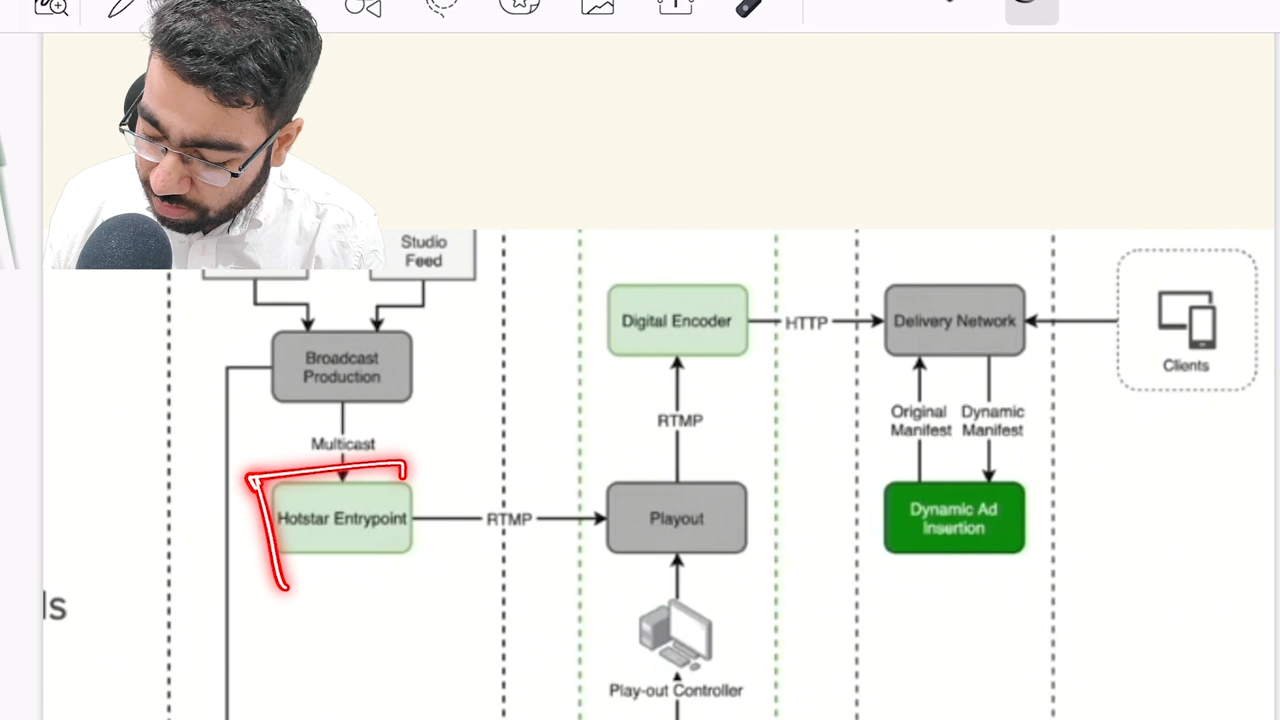 Studio
Feed
Broadcast
Production
Multicast
Hotstar Entrypoint
RTMP
Digital Encoder
HTTP
Delivery Network
RTMP
Original
Manifest
Dynamic
Manifest
Playout
Dynamic Ad
Insertion
Clients
Play-out Controller
ls